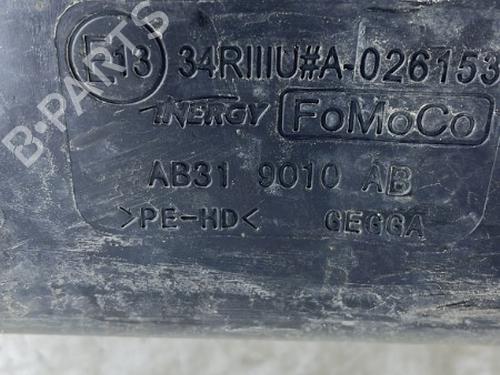 E13 34RIIIU#A-026153
INERGY FoMoCo
AB31 9010 AB
>PE-HD< GEGGA
B-PARTS